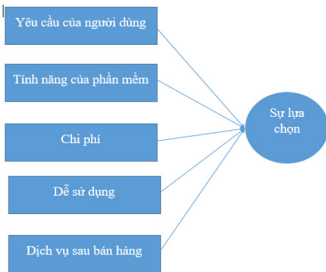 Yêu cầu của người dùng
Tính năng của phần mềm
Chi phí
Dễ sử dụng
Dịch vụ sau bán hàng
Sự lựa
chọn